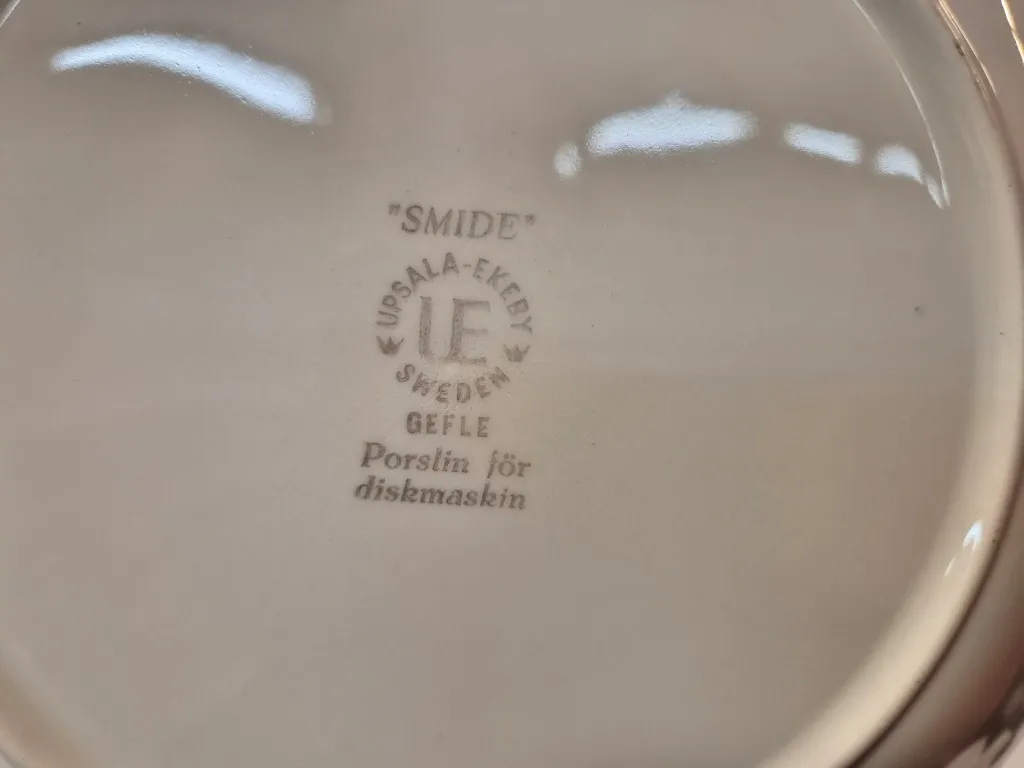 "SMIDE"
UPSALA-EKEBY
UE
SWEDEN
GEFLE
Porslin för
diskmaskin